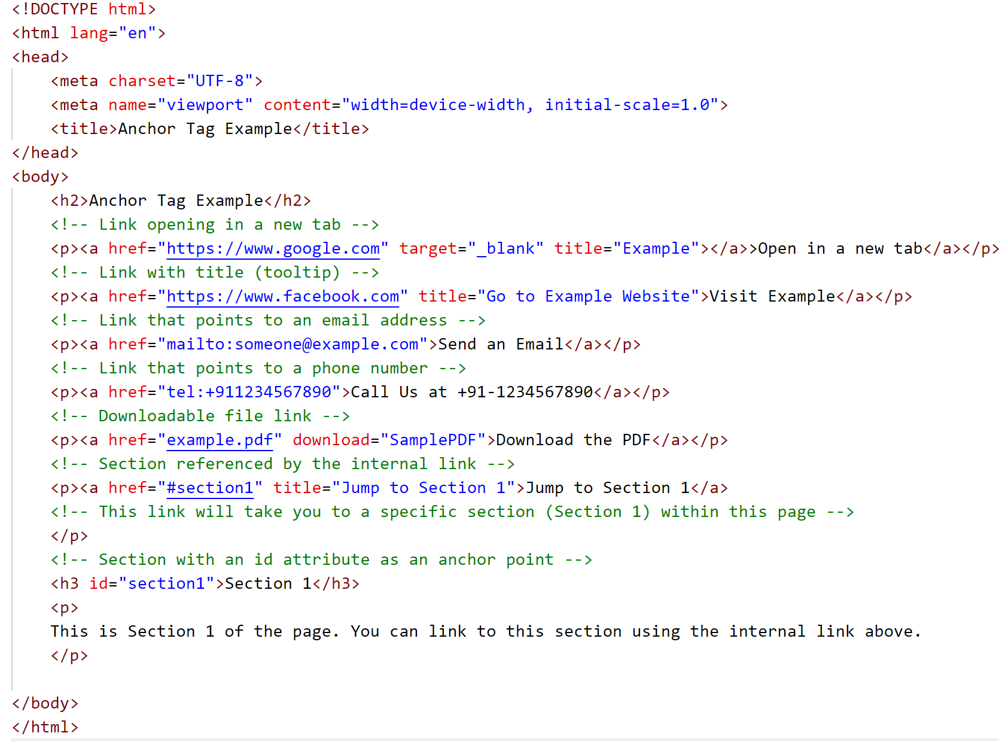 <!DOCTYPE html>
<html lang="en">
<head>
    <meta charset="UTF-8">
    <meta name="viewport" content="width=device-width, initial-scale=1.0">
    <title>Anchor Tag Example</title>
</head>
<body>
    <h2>Anchor Tag Example</h2>
    <!-- Link opening in a new tab -->
    <p><a href="https://www.google.com" target="_blank" title="Example"></a>>Open in a new tab</a></p>
    <!-- Link with title (tooltip) -->
    <p><a href="https://www.facebook.com" title="Go to Example Website">Visit Example</a></p>
    <!-- Link that points to an email address -->
    <p><a href="mailto:someone@example.com">Send an Email</a></p>
    <!-- Link that points to a phone number -->
    <p><a href="tel:+911234567890">Call Us at +91-1234567890</a></p>
    <!-- Downloadable file link -->
    <p><a href="example.pdf" download="SamplePDF">Download the PDF</a></p>
    <!-- Section referenced by the internal link -->
    <p><a href="#section1" title="Jump to Section 1">Jump to Section 1</a>
    <!-- This link will take you to a specific section (Section 1) within this page -->
    </p>
    <!-- Section with an id attribute as an anchor point -->
    <h3 id="section1">Section 1</h3>
    <p>
    This is Section 1 of the page. You can link to this section using the internal link above.
    </p>
</body>
</html>